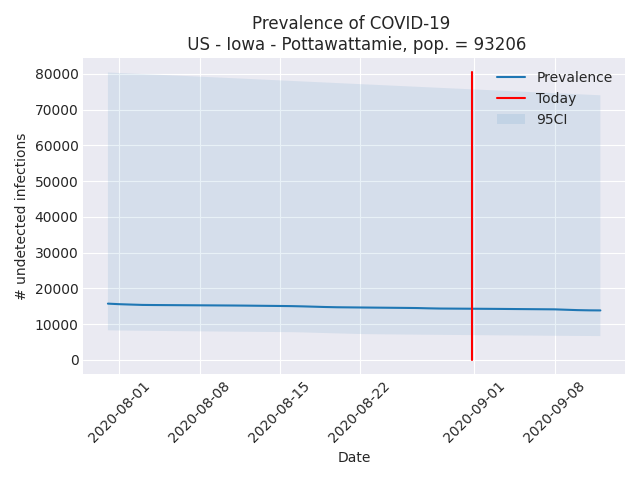 Prevalence of COVID-19
US - Iowa - Pottawattamie, pop. = 93206
80000
70000
60000
50000
40000
30000
20000
10000
0
# undetected infections
Prevalence
Today
95CI
2020-08-01
2020-08-08
2020-08-15
2020-08-22
2020-09-01
2020-09-08
Date